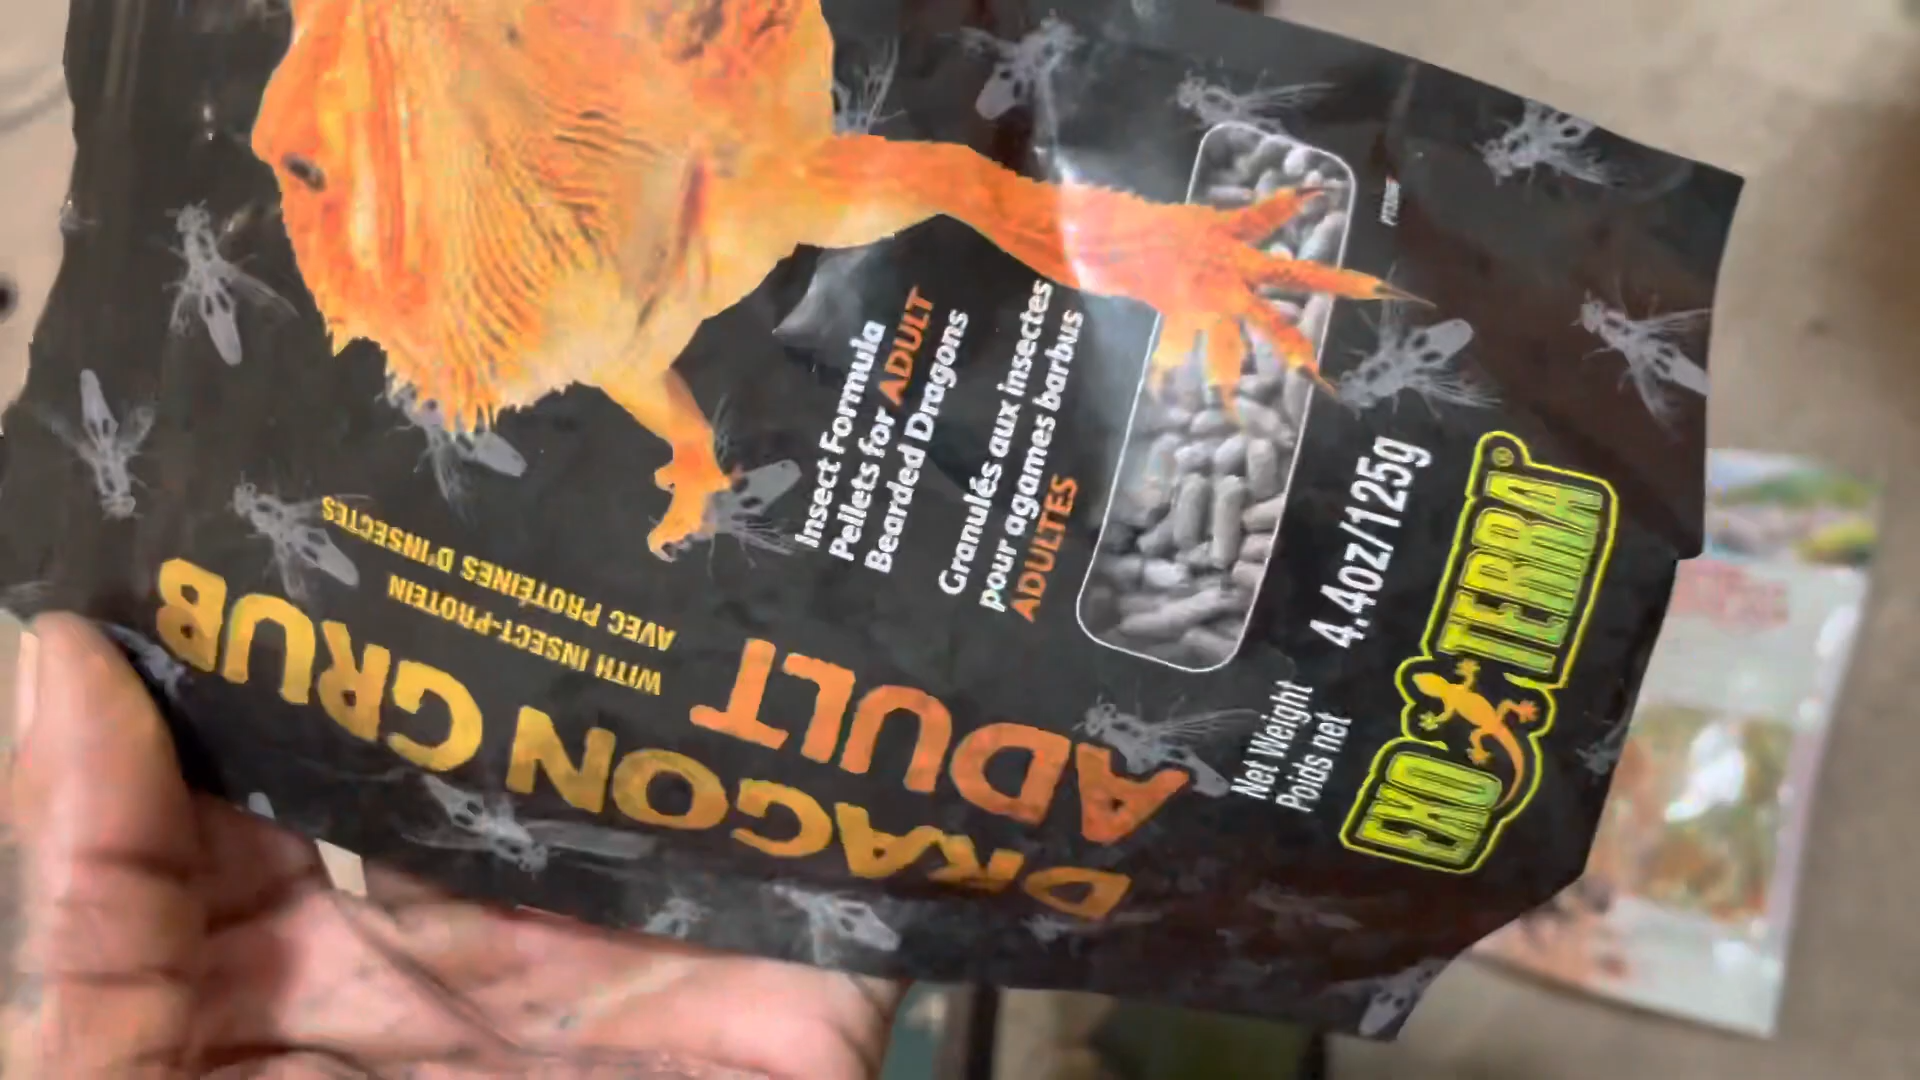 DRAGON GRUB
ADULT
WITH INSECT-PROTEIN
AVEC PROTÉINES D'INSECTES
Insect Formula
Pellets for ADULT
Bearded Dragons
Granulés aux insectes
pour agames barbus
ADULTES
Net Weight
Poids net
4.4oz/125g
EXO TERRA®